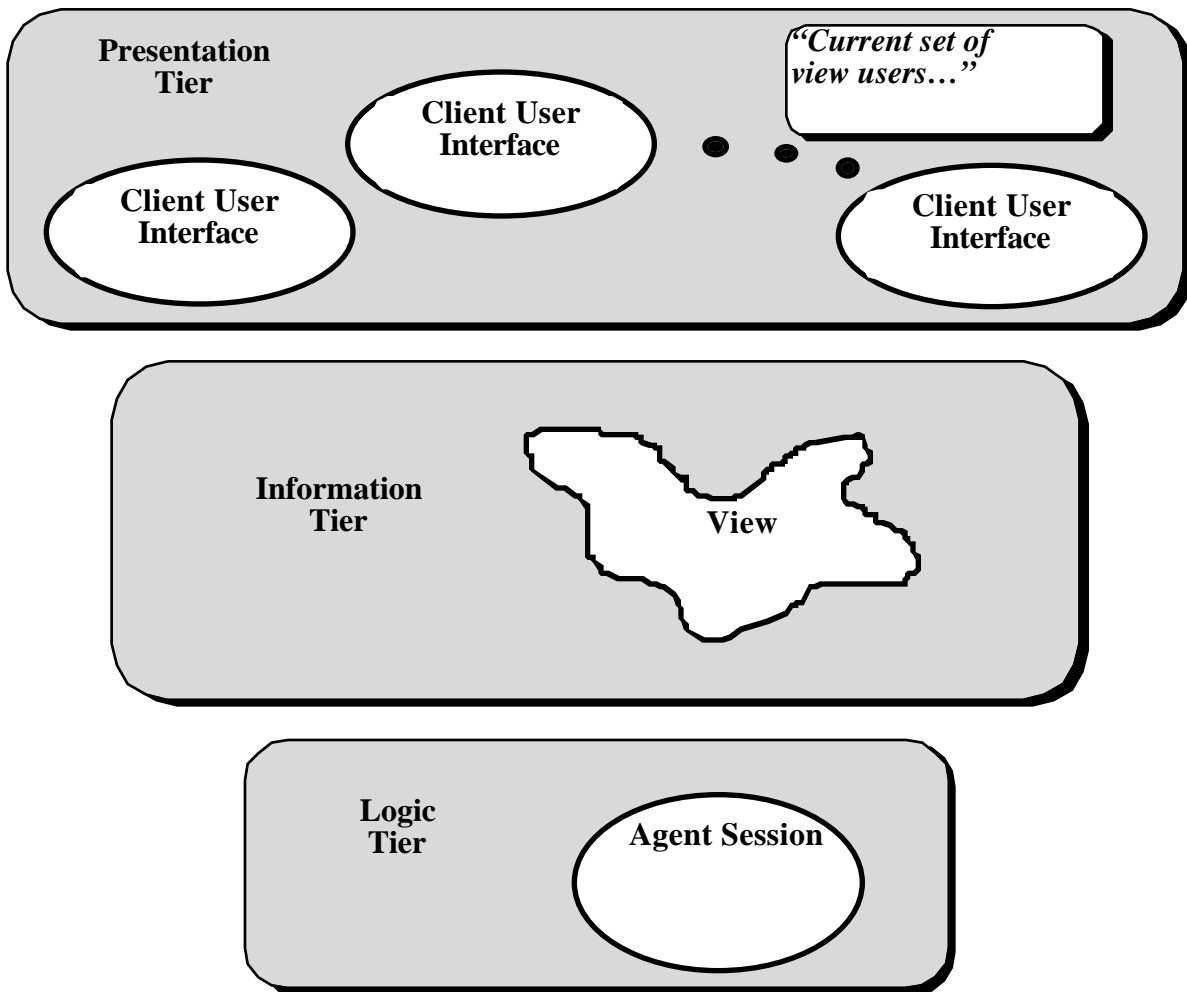 Presentation
Tier
“Current set of
view users…”
Client User
Interface
Client User
Interface
Client User
Interface
Information
Tier
View
Logic
Tier
Agent Session